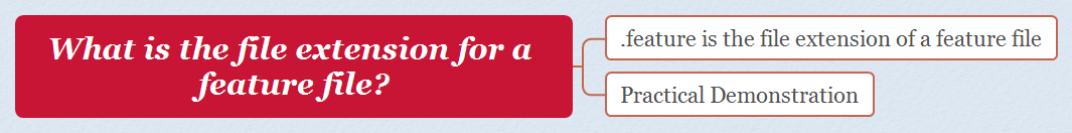 What is the file extension for a
feature file?
.feature is the file extension of a feature file
Practical Demonstration